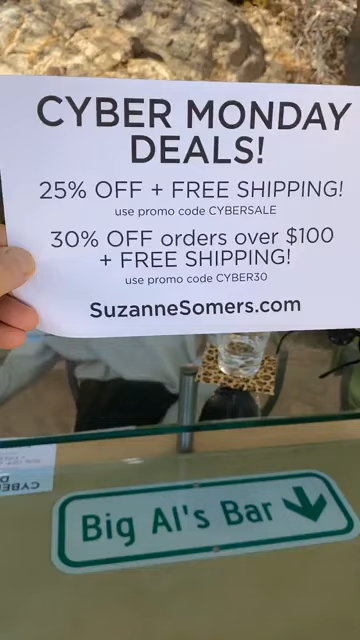 CYBER MONDAY
DEALS!
25% OFF + FREE SHIPPING!
use promo code CYBERSALE
30% OFF orders over $100
+ FREE SHIPPING!
use promo code CYBER30
SuzanneSomers.com
Big Al's Bar